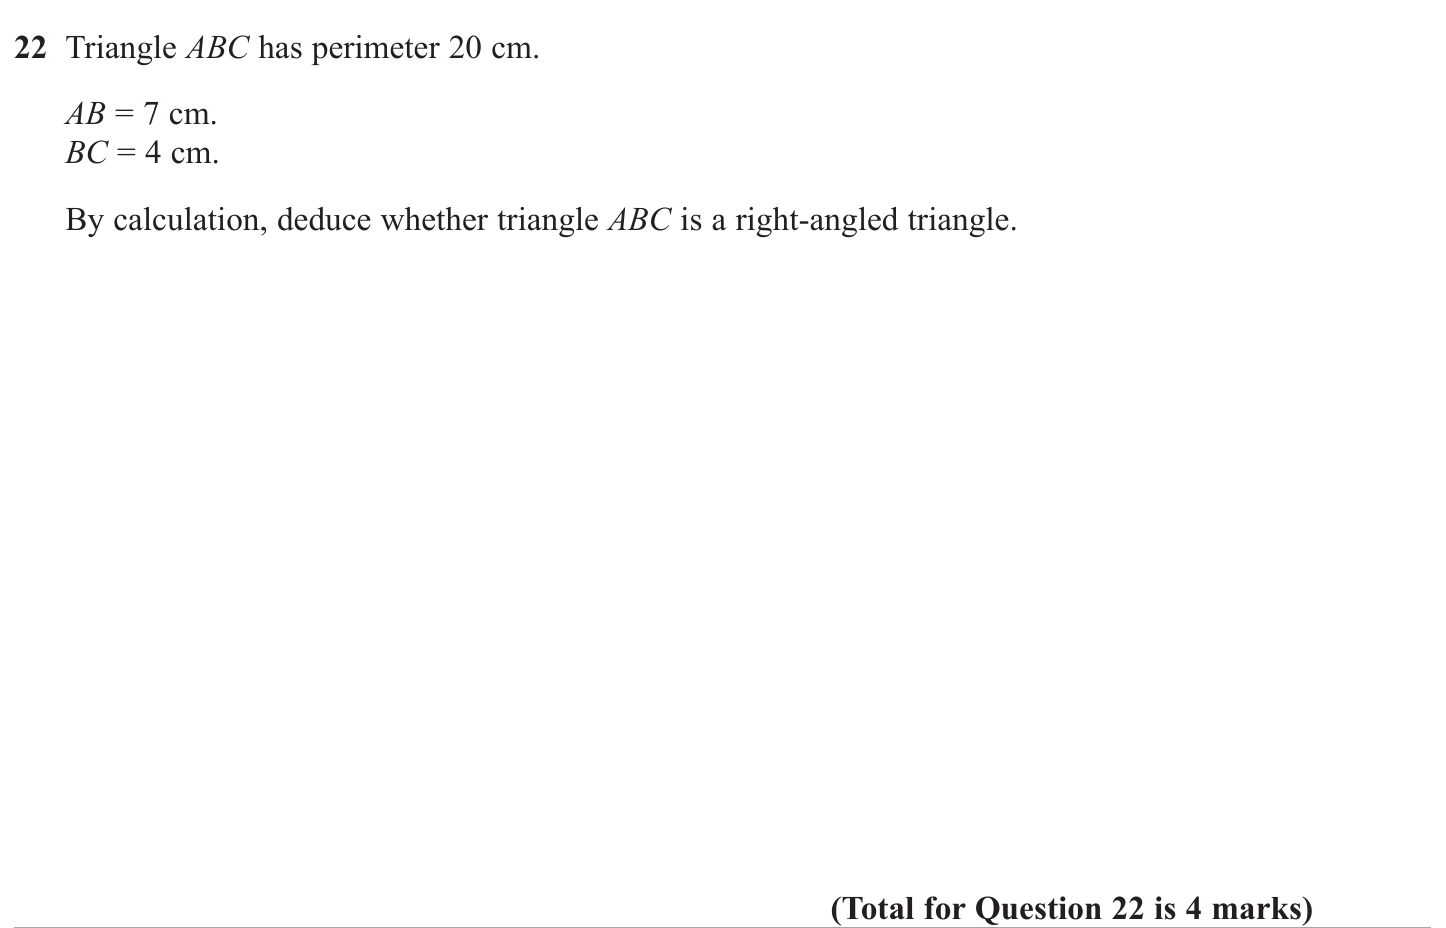 22 Triangle ABC has perimeter 20 cm.
AB = 7 cm.
BC = 4 cm.
By calculation, deduce whether triangle ABC is a right-angled triangle.
(Total for Question 22 is 4 marks)